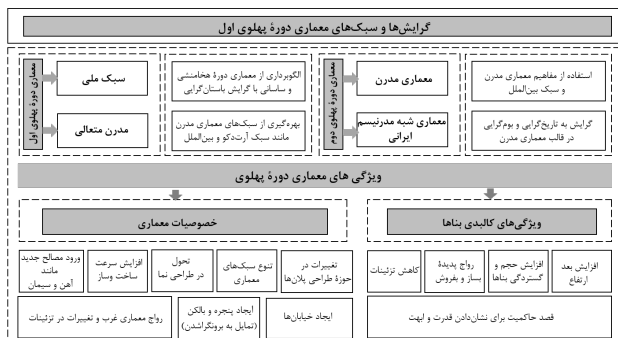 گرایش‌ها و سبک‌های معماری دورهٔ پهلوی اول
معماری دورهٔ پهلوی اول
سبک ملی
الگوبرداری از معماری دورهٔ هخامنشی
و ساسانی با گرایش باستان‌گرایی
مدرن متعالی
بهره‌گیری از سبک‌های معماری مدرن
مانند سبک آرت‌دکو و بین‌الملل
معماری دورهٔ پهلوی دوم
معماری مدرن
استفاده از مفاهیم معماری مدرن
و سبک بین‌الملل
معماری شبه مدرنیسم
ایرانی
گرایش به تاریخ‌گرایی و بوم‌گرایی
در قالب معماری مدرن
ویژگی های معماری دورهٔ پهلوی
خصوصیات معماری
ویژگی‌های کالبدی بناها
ورود مصالح جدید
مانند
آهن و سیمان
افزایش سرعت
ساخت وساز
تحول
در طراحی نما
تنوع سبک‌های
معماری
تغییرات در
حوزهٔ طراحی پلان‌ها
کاهش تزئینات
رواج پدیدهٔ
بساز و بفروش
افزایش حجم و
گستردگی بناها
افزایش بعد
ارتفاع
رواج معماری غرب و تغییرات در تزئینات
ایجاد پنجره و بالکن
(تمایل به برونگراشدن)
ایجاد خیابان‌ها
قصد حاکمیت برای نشان‌دادن قدرت و ابهت